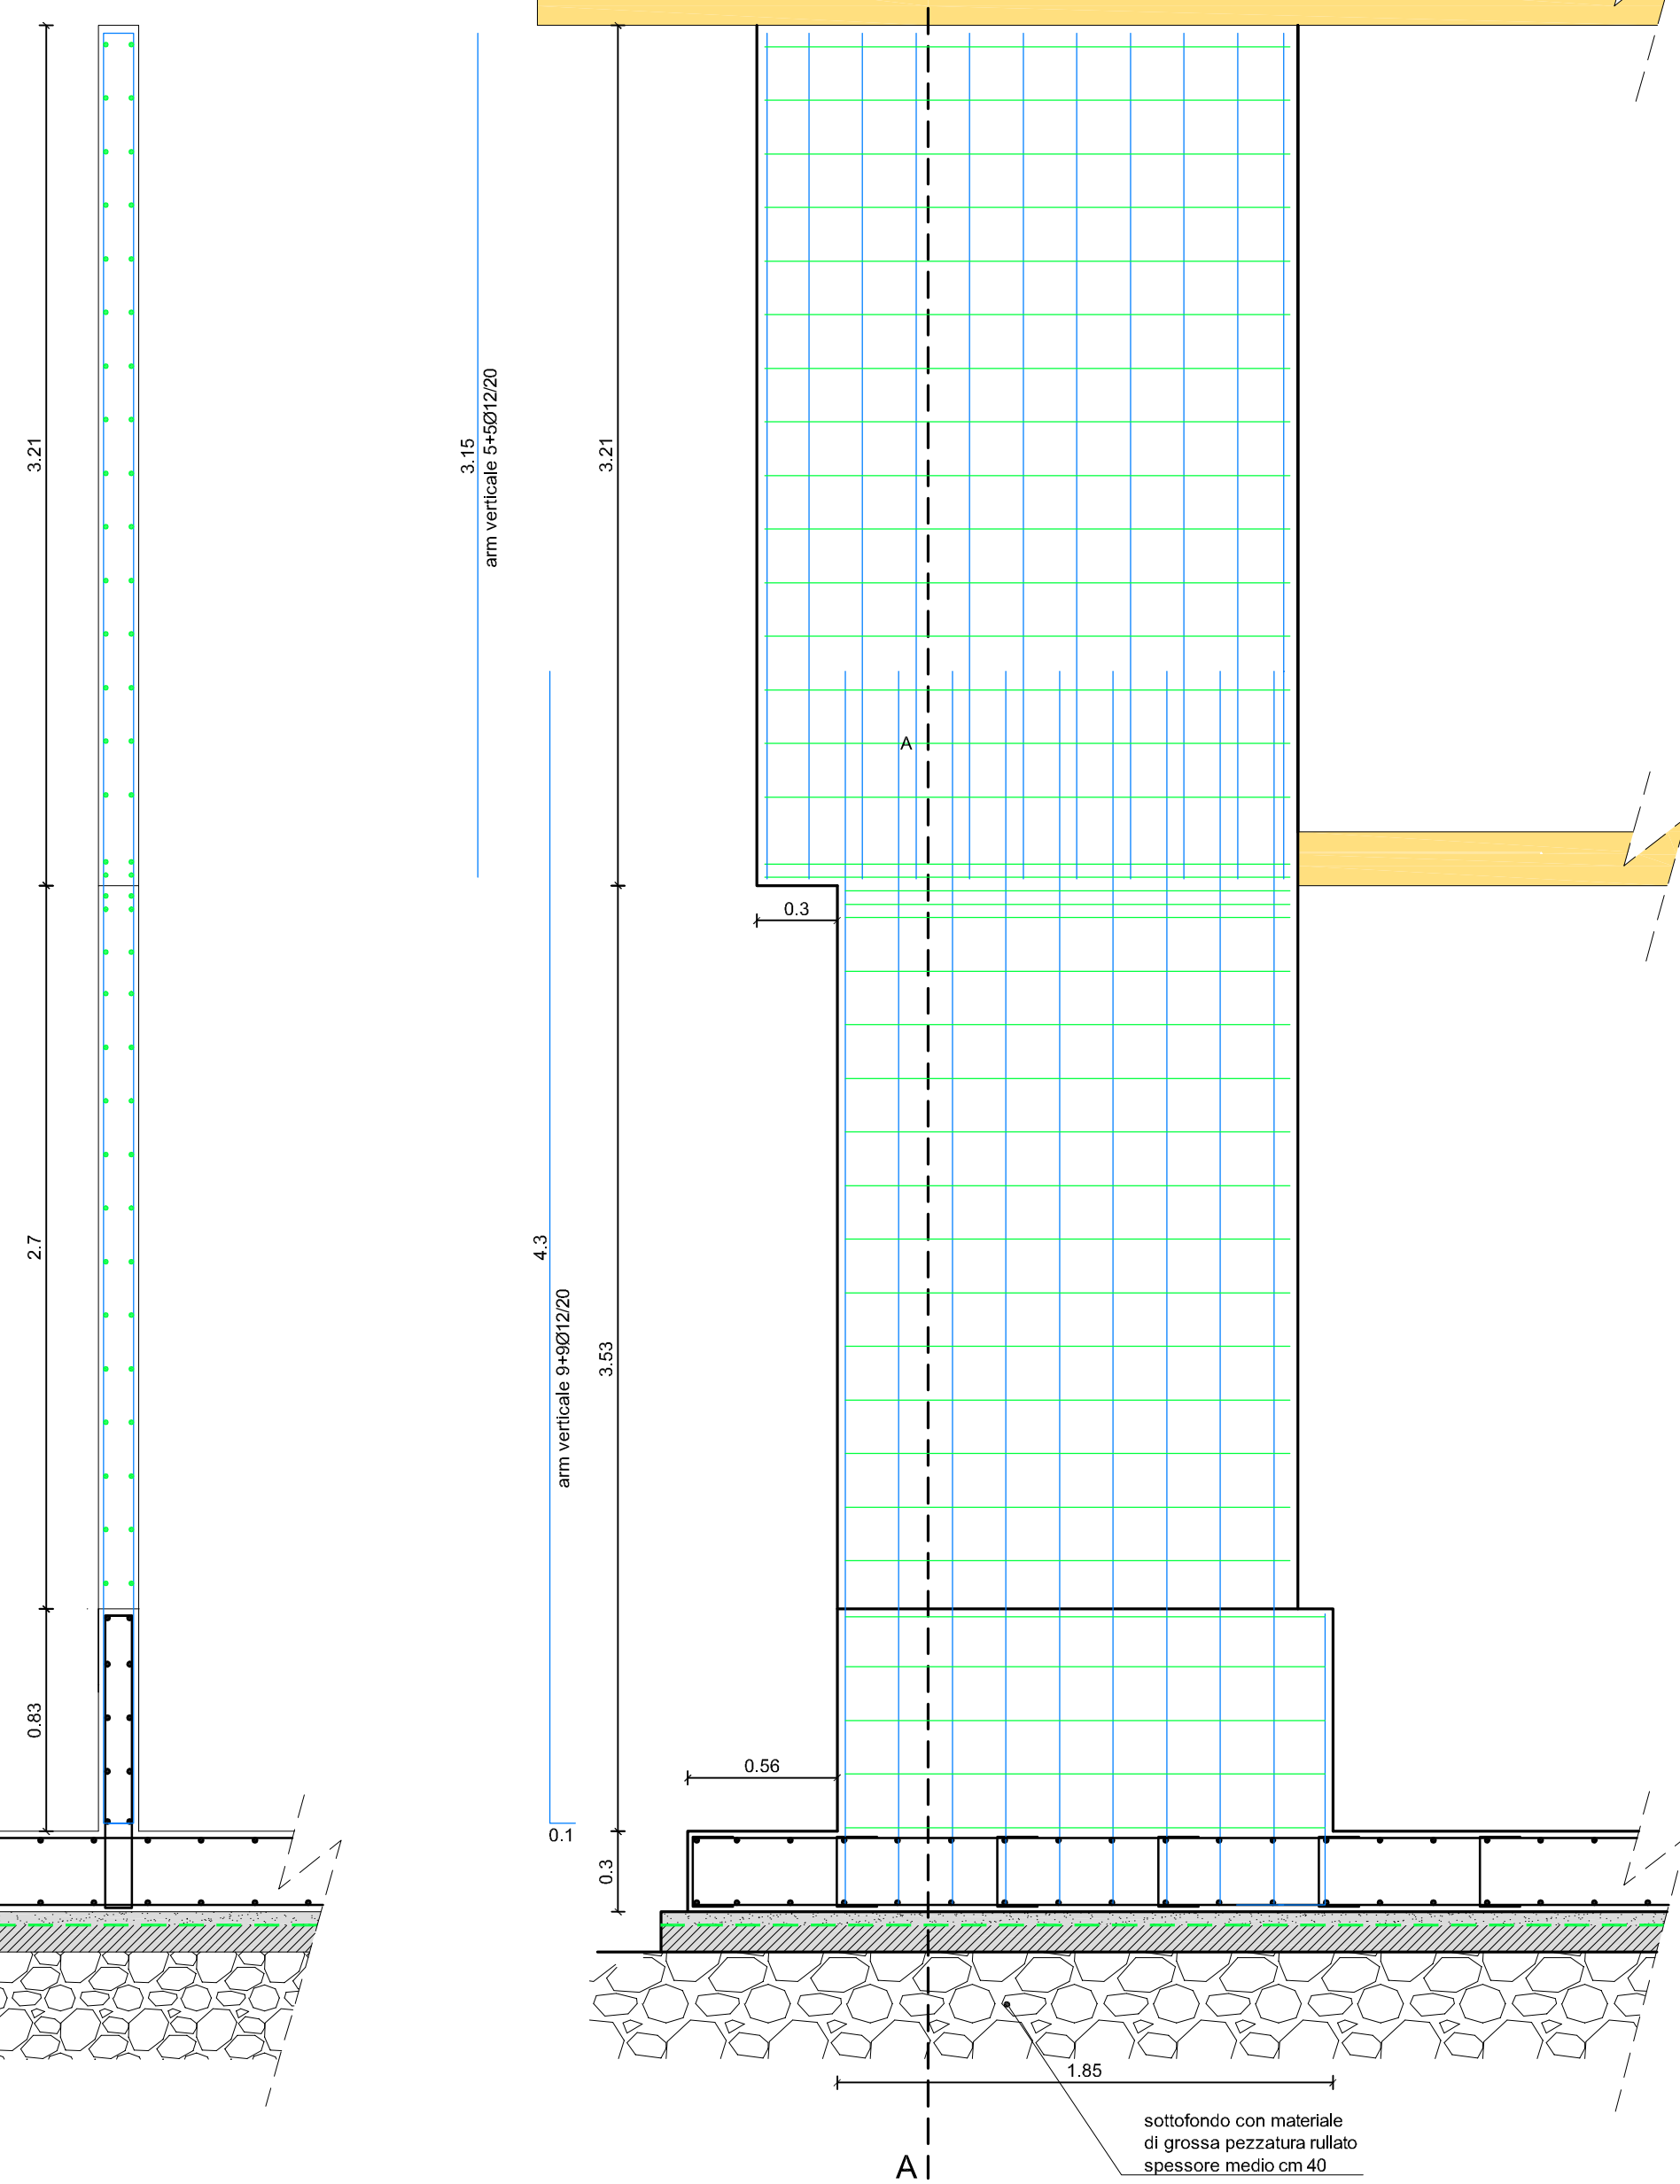 3.21
2.7
0.83
3.15
arm verticale 5+5Ø12/20
4.3
arm verticale 9+9Ø12/20
0.1
3.21
3.53
0.3
A
0.3
0.56
1.85
sottofondo con materiale
di grossa pezzatura rullato
spessore medio cm 40
A